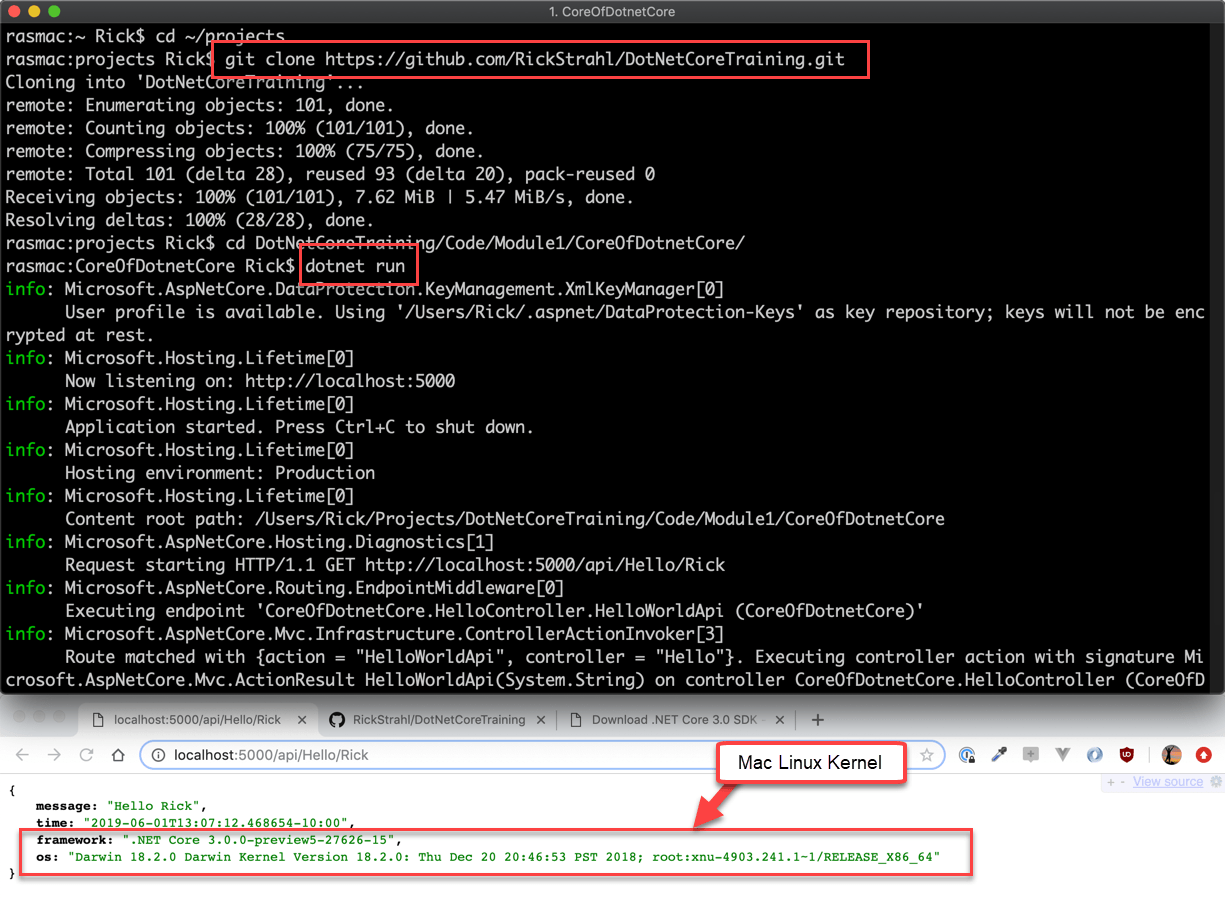 1. CoreOfDotnetCore
rasmac:~ Rick$ cd ~/projects
rasmac:projects Rick$ git clone https://github.com/RickStrahl/DotNetCoreTraining.git
Cloning into 'DotNetCoreTraining'...
remote: Enumerating objects: 101, done.
remote: Counting objects: 100% (101/101), done.
remote: Compressing objects: 100% (75/75), done.
remote: Total 101 (delta 28), reused 93 (delta 20), pack-reused 0
Receiving objects: 100% (101/101), 7.62 MiB | 5.47 MiB/s, done.
Resolving deltas: 100% (28/28), done.
rasmac:projects Rick$ cd DotNetCoreTraining/Code/Module1/CoreOfDotnetCore/
rasmac:CoreOfDotnetCore Rick$ dotnet run
info: Microsoft.AspNetCore.DataProtection.KeyManagement.XmlKeyManager[0]
User profile is available. Using '/Users/Rick/.aspnet/DataProtection-Keys' as key repository; keys will not be enc
rypted at rest.
info: Microsoft.Hosting.Lifetime[0]
Now listening on: http://localhost:5000
info: Microsoft.Hosting.Lifetime[0]
Application started. Press Ctrl+C to shut down.
info: Microsoft.Hosting.Lifetime[0]
Hosting environment: Production
info: Microsoft.Hosting.Lifetime[0]
Content root path: /Users/Rick/Projects/DotNetCoreTraining/Code/Module1/CoreOfDotnetCore
info: Microsoft.AspNetCore.Hosting.Diagnostics[1]
Request starting HTTP/1.1 GET http://localhost:5000/api/Hello/Rick
info: Microsoft.AspNetCore.Routing.EndpointMiddleware[0]
Executing endpoint 'CoreOfDotnetCore.HelloController.HelloWorldApi (CoreOfDotnetCore)'
info: Microsoft.AspNetCore.Mvc.Infrastructure.ControllerActionInvoker[3]
Route matched with {action = "HelloWorldApi", controller = "Hello"}. Executing controller action with signature Mi
crosoft.AspNetCore.Mvc.ActionResult HelloWorldApi(System.String) on controller CoreOfDotnetCore.HelloController (CoreOfD
localhost:5000/api/Hello/Rick
RickStrahl/DotNetCoreTraining
Download .NET Core 3.0 SDK -
localhost:5000/api/Hello/Rick
Mac Linux Kernel
+ - View source
{
message: "Hello Rick",
time: "2019-06-01T13:07:12.468654-10:00",
framework: ".NET Core 3.0.0-preview5-27626-15",
os: "Darwin 18.2.0 Darwin Kernel Version 18.2.0: Thu Dec 20 20:46:53 PST 2018; root:xnu-4903.241.1~1/RELEASE_X86_64"
}